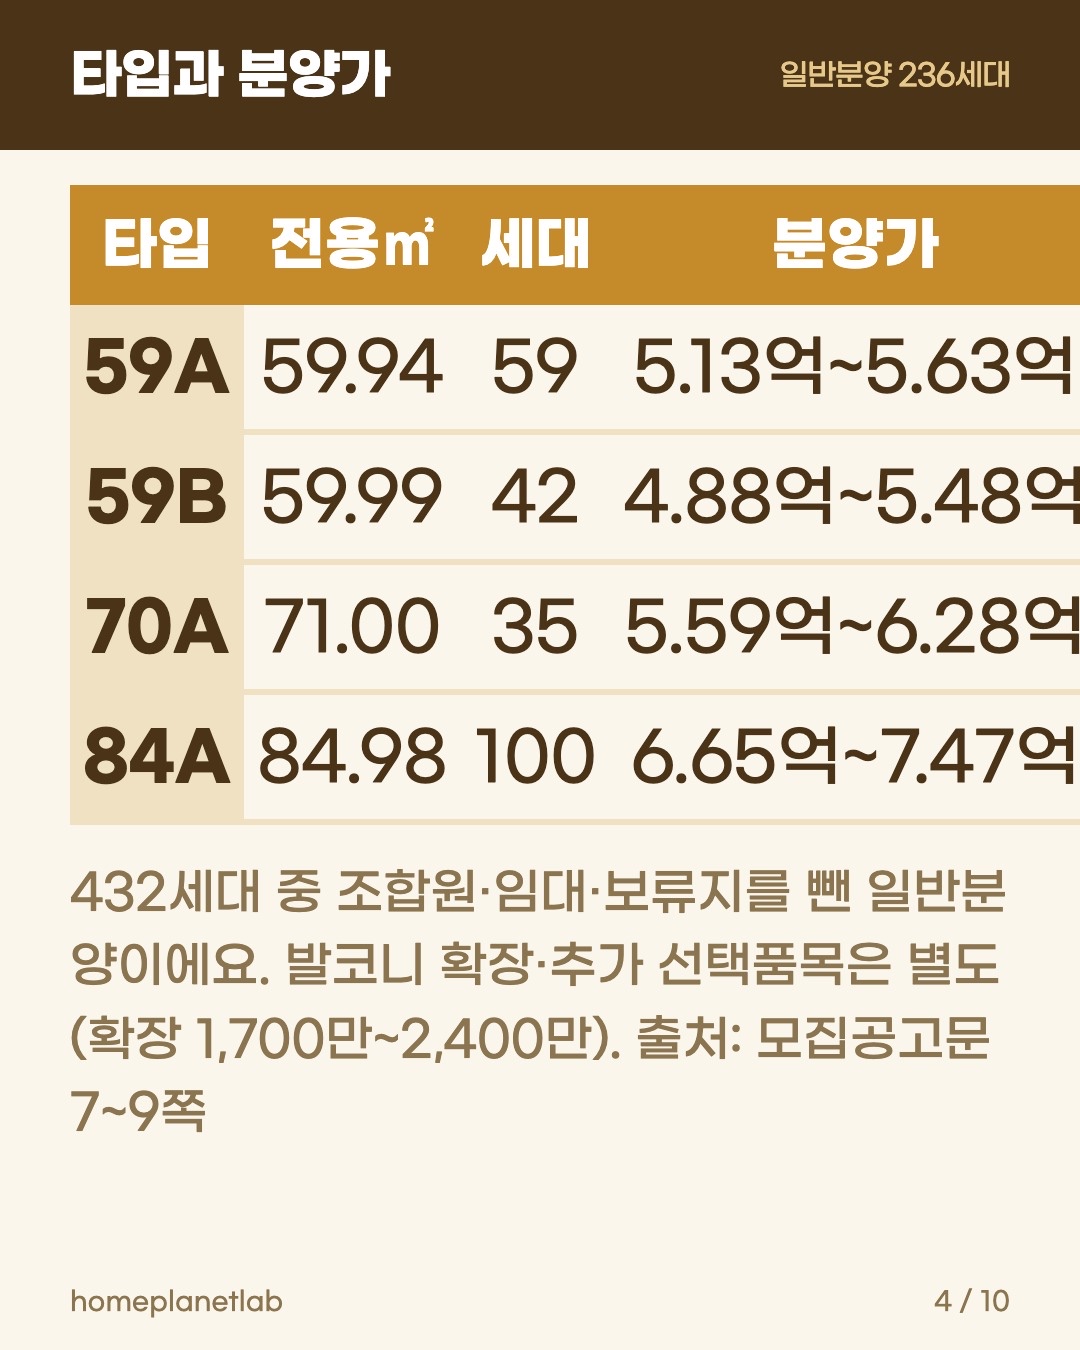 타입과 분양가
일반분양 236세대
타입 전용㎡ 세대 분양가
59A 59.94 59 5.13억~5.63억
59B 59.99 42 4.88억~5.48억
70A 71.00 35 5.59억~6.28억
84A 84.98 100 6.65억~7.47억
432세대 중 조합원·임대·보류지를 뺀 일반분
양이에요. 발코니 확장·추가 선택품목은 별도
(확장 1,700만~2,400만). 출처: 모집공고문
7~9쪽
homeplanetlab
4 / 10